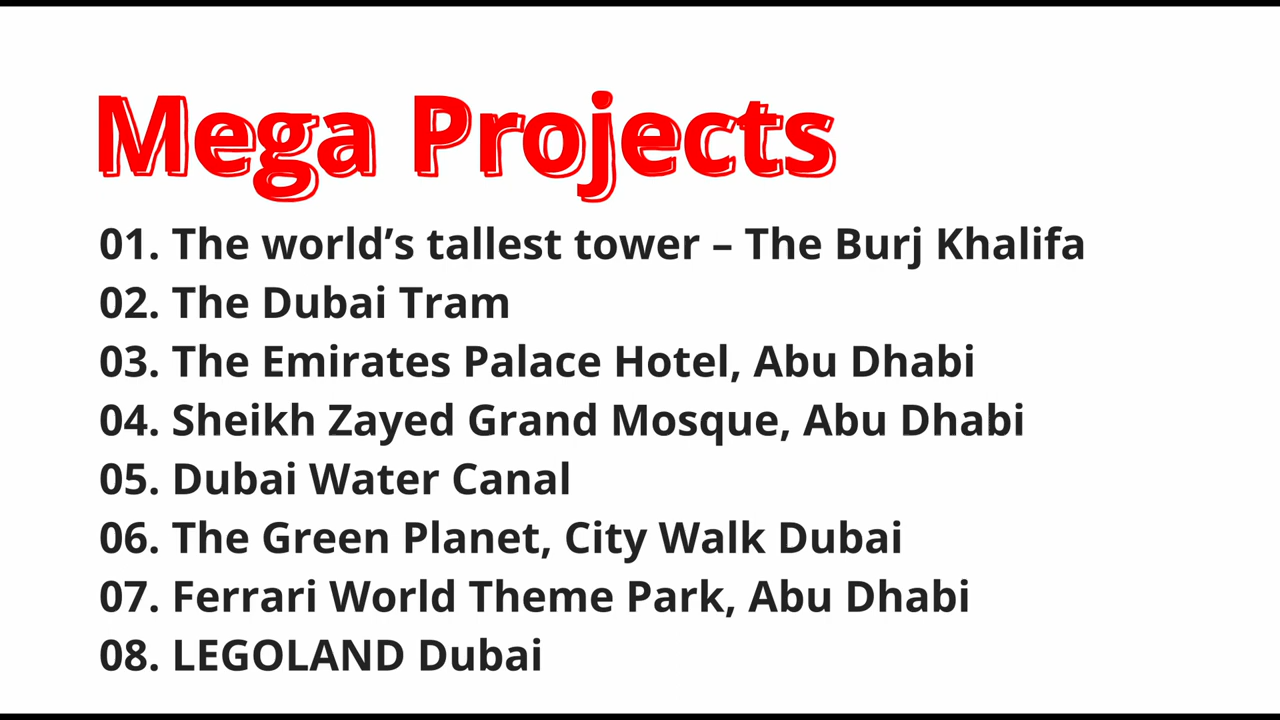 Mega Projects
01. The world’s tallest tower – The Burj Khalifa
02. The Dubai Tram
03. The Emirates Palace Hotel, Abu Dhabi
04. Sheikh Zayed Grand Mosque, Abu Dhabi
05. Dubai Water Canal
06. The Green Planet, City Walk Dubai
07. Ferrari World Theme Park, Abu Dhabi
08. LEGOLAND Dubai